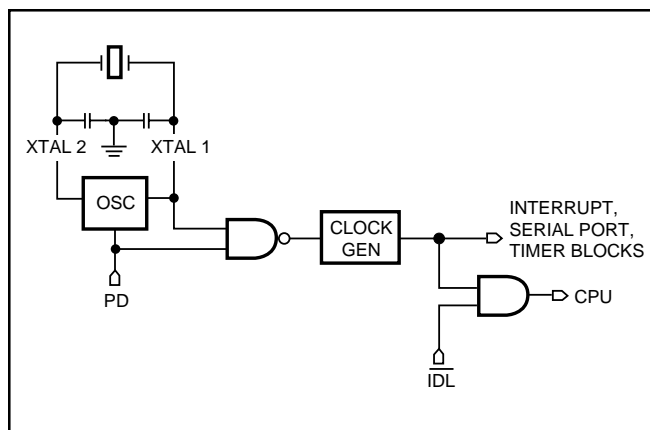 XTAL 2
XTAL 1
OSC
PD
CLOCK
GEN
INTERRUPT,
SERIAL PORT,
TIMER BLOCKS
CPU
IDL